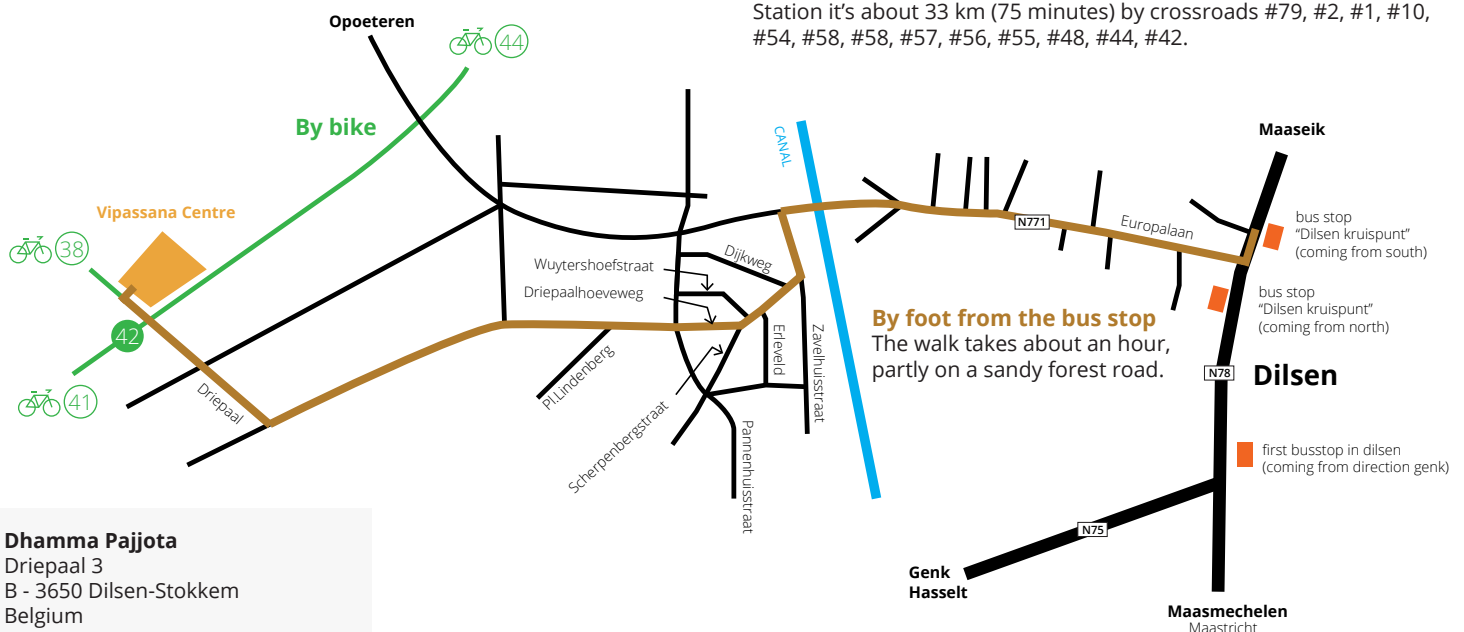 Station it’s about 33 km (75 minutes) by crossroads #79, #2, #1, #10,
#54, #58, #58, #57, #56, #55, #48, #44, #42.
Opoeteren
44
By bike
CANAL
Maaseik
Vipassana Centre
38
N771
Europalaan
bus stop
“Dilsen kruispunt”
(coming from south)
Dijkweg
Wuytershoefstraat
Driepaalhoeveweg
bus stop
“Dilsen kruispunt”
(coming from north)
42
By foot from the bus stop
The walk takes about an hour,
partly on a sandy forest road.
Erleveld
Zavelhuisstraat
N78
Dilsen
41
Driepaal
Pl.Lindenberg
Scherpenbergstraat
Pannenhuisstraat
first busstop in dilsen
(coming from direction genk)
N75
Dhamma Pajjota
Driepaal 3
B - 3650 Dilsen-Stokkem
Belgium
Genk
Hasselt
Maasmechelen
Maastricht